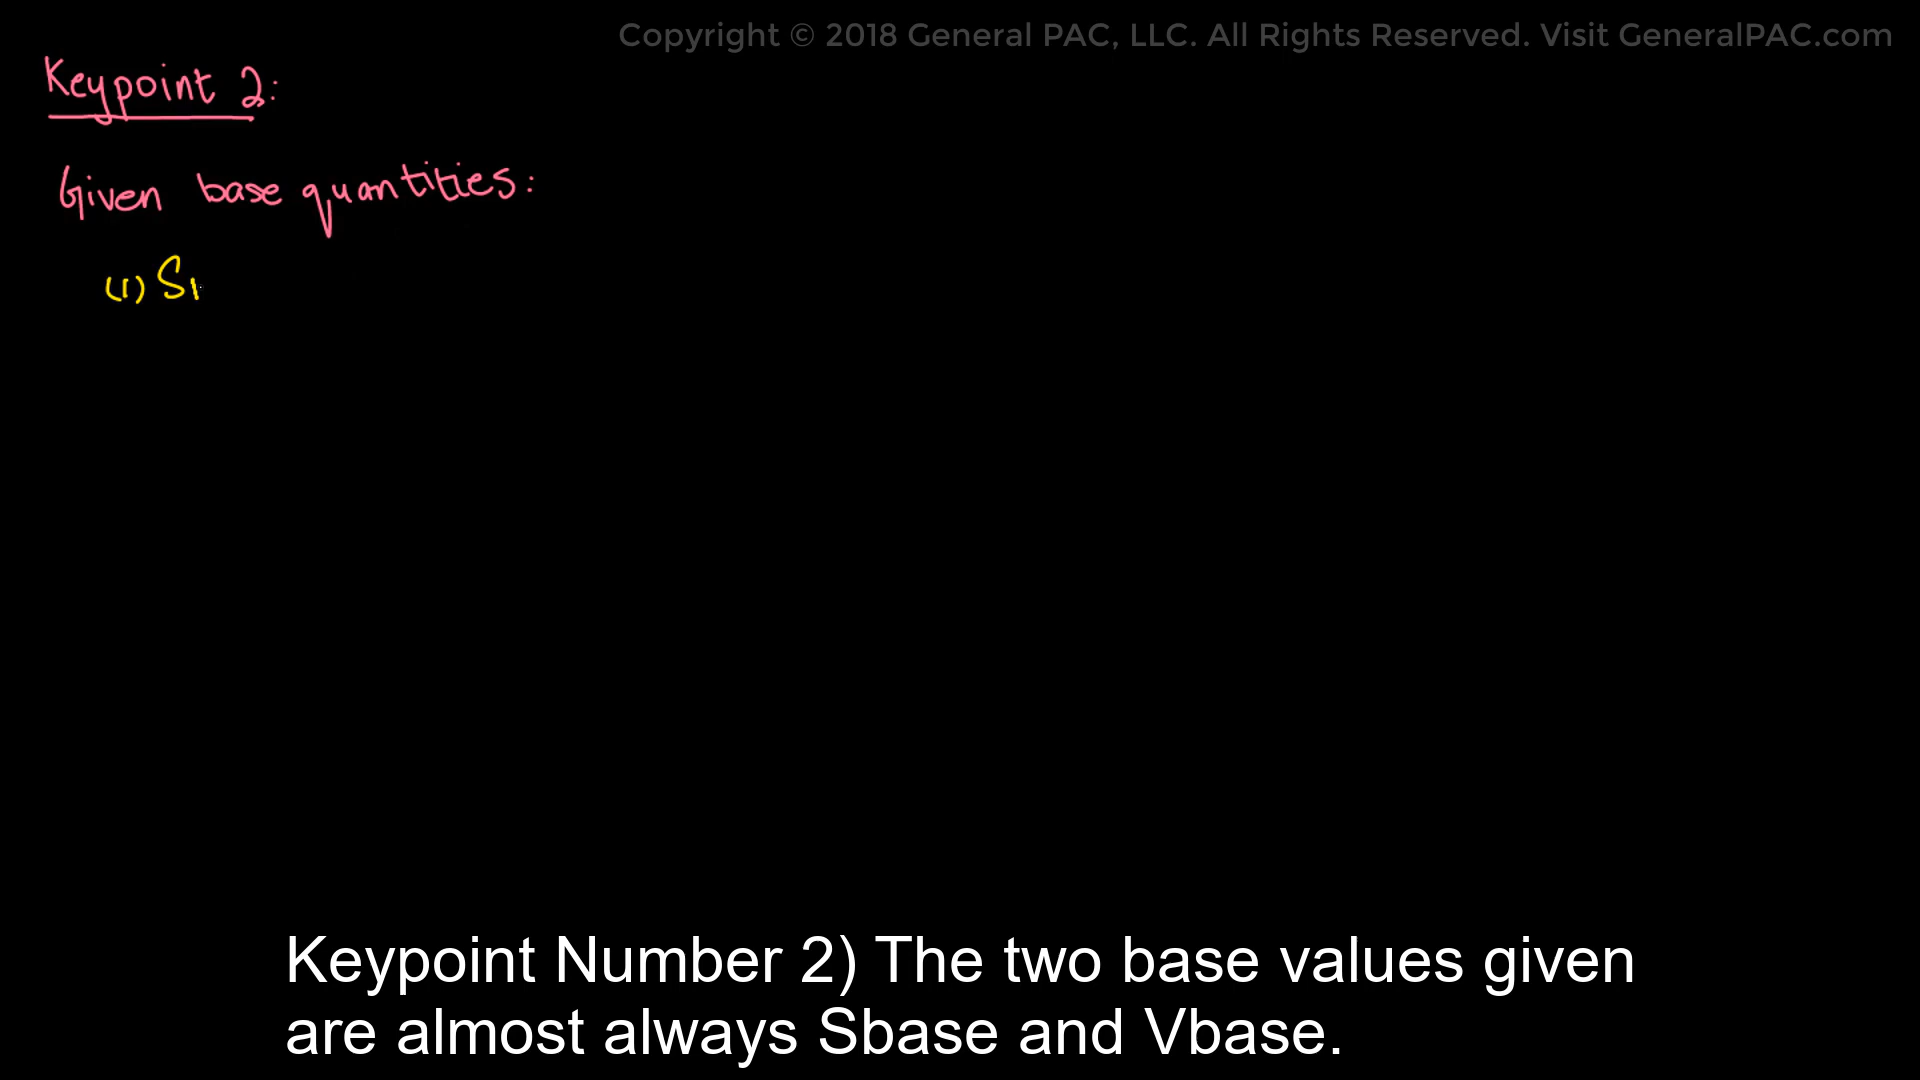 Copyright © 2018 General PAC, LLC. All Rights Reserved. Visit GeneralPAC.com
Keypoint 2:
Given base quantities:
(1) S
Keypoint Number 2) The two base values given
are almost always Sbase and Vbase.